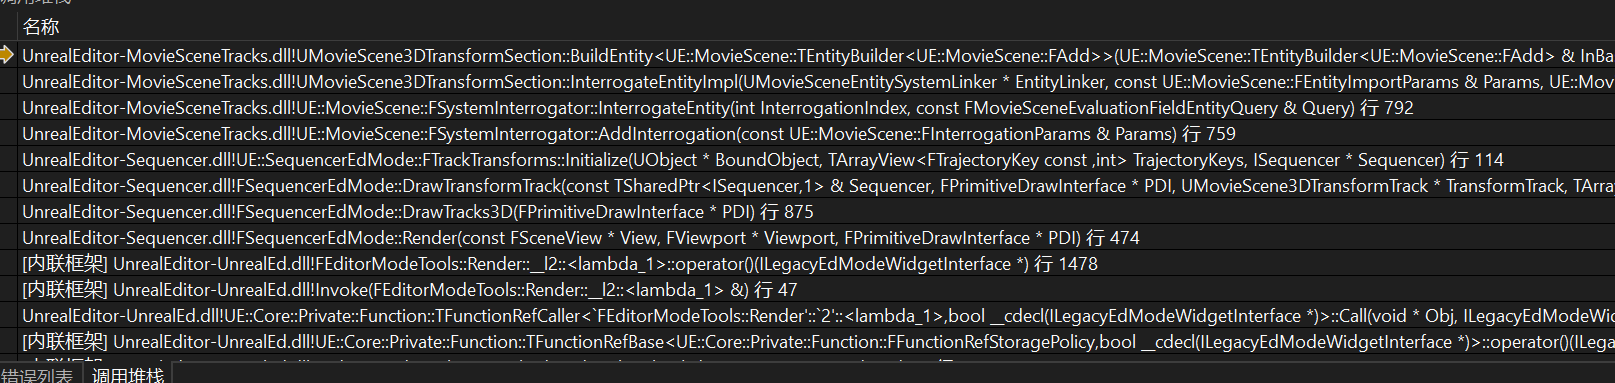 调用堆栈
名称
UnrealEditor-MovieSceneTracks.dll!UMovieScene3DTransformSection::BuildEntity<UE::MovieScene::TEntityBuilder<UE::MovieScene::FAdd>>(UE::MovieScene::TEntityBuilder<UE::MovieScene::FAdd> & InBa
UnrealEditor-MovieSceneTracks.dll!UMovieScene3DTransformSection::InterrogateEntityImpl(UMovieSceneEntitySystemLinker * EntityLinker, const UE::MovieScene::FEntityImportParams & Params, UE::Mov
UnrealEditor-MovieSceneTracks.dll!UE::MovieScene::FSystemInterrogator::InterrogateEntity(int InterrogationIndex, const FMovieSceneEvaluationFieldEntityQuery & Query) 行 792
UnrealEditor-MovieSceneTracks.dll!UE::MovieScene::FSystemInterrogator::AddInterrogation(const UE::MovieScene::FInterrogationParams & Params) 行 759
UnrealEditor-Sequencer.dll!UE::SequencerEdMode::FTrackTransforms::Initialize(UObject * BoundObject, TArrayView<FTrajectoryKey const ,int> TrajectoryKeys, ISequencer * Sequencer) 行 114
UnrealEditor-Sequencer.dll!FSequencerEdMode::DrawTransformTrack(const TSharedPtr<ISequencer,1> & Sequencer, FPrimitiveDrawInterface * PDI, UMovieScene3DTransformTrack * TransformTrack, TArr
UnrealEditor-Sequencer.dll!FSequencerEdMode::DrawTracks3D(FPrimitiveDrawInterface * PDI) 行 875
UnrealEditor-Sequencer.dll!FSequencerEdMode::Render(const FSceneView * View, FViewport * Viewport, FPrimitiveDrawInterface * PDI) 行 474
[内联框架] UnrealEditor-UnrealEd.dll!FEditorModeTools::Render::__l2::<lambda_1>::operator()(ILegacyEdModeWidgetInterface *) 行 1478
[内联框架] UnrealEditor-UnrealEd.dll!Invoke(FEditorModeTools::Render::__l2::<lambda_1> &) 行 47
UnrealEditor-UnrealEd.dll!UE::Core::Private::Function::TFunctionRefCaller<`FEditorModeTools::Render'::`2'::<lambda_1>,bool __cdecl(ILegacyEdModeWidgetInterface *)>::Call(void * Obj, ILegacyEdModeWid
[内联框架] UnrealEditor-UnrealEd.dll!UE::Core::Private::Function::TFunctionRefBase<UE::Core::Private::Function::FFunctionRefStoragePolicy,bool __cdecl(ILegacyEdModeWidgetInterface *)>::operator()(ILega
错误列表 调用堆栈